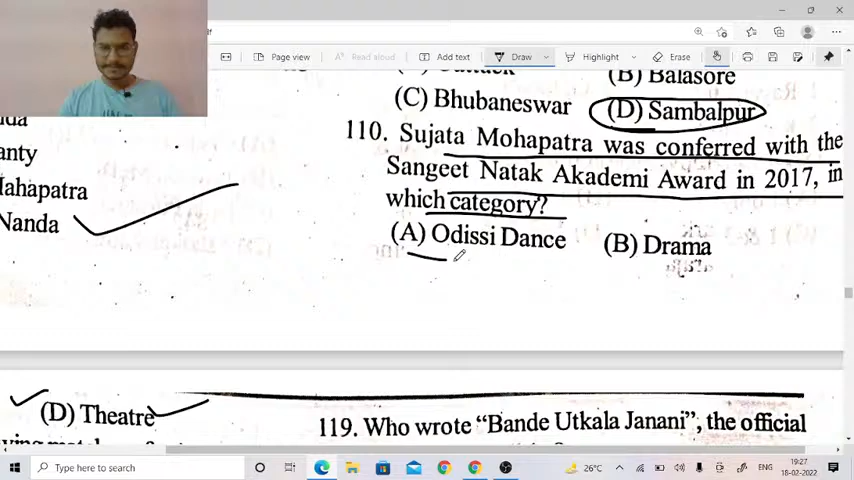 df
Page view
Read aloud
Add text
Draw
Highlight
Erase
(B) Balasore
(C) Bhubaneswar
(D) Sambalpur
anty
Mahapatra
Nanda
110. Sujata Mohapatra was conferred with the
Sangeet Natak Akademi Award in 2017, in
which category?
(A) Odissi Dance
(B) Drama
(D) Theatre
119. Who wrote “Bande Utkala Janani”, the official
Type here to search
26°C
ENG
19:27
18-02-2022